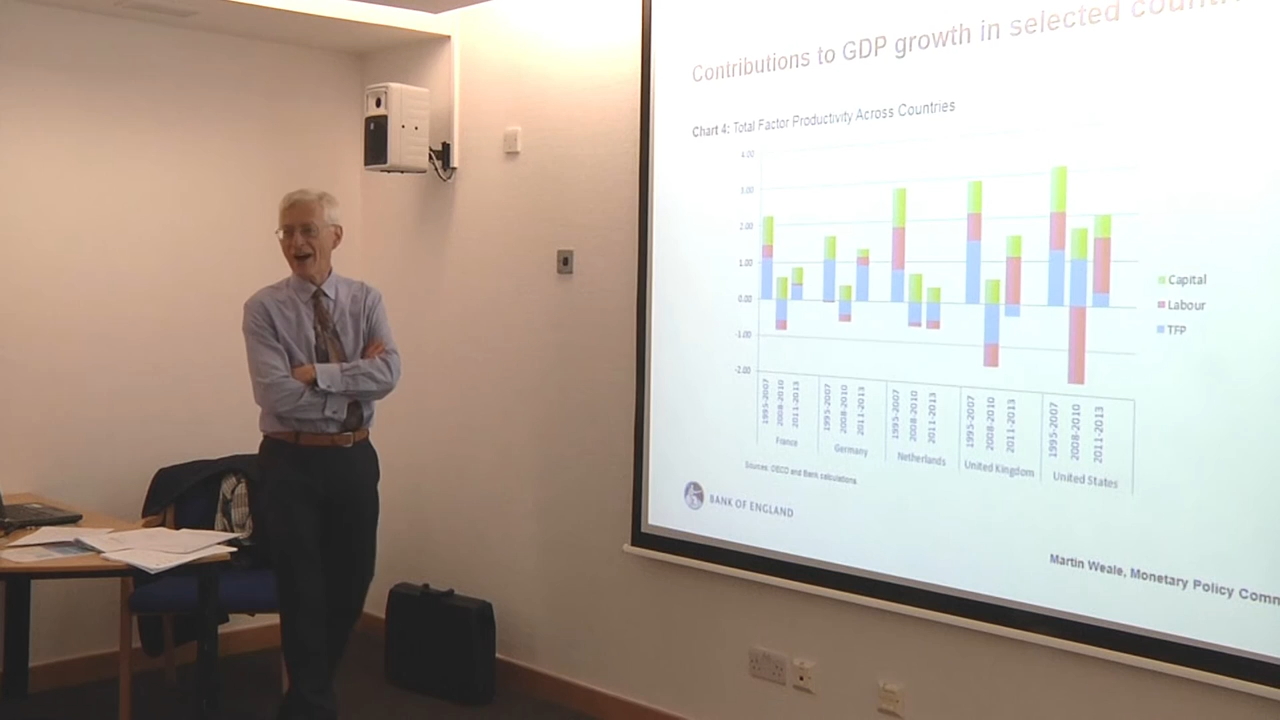 Contributions to GDP growth in selected countri
Chart 4: Total Factor Productivity Across Countries
4.00
3.00
2.00
1.00
0.00
-1.00
-2.00
1995-2007
2008-2010
2011-2013
1995-2007
2008-2010
2011-2013
1995-2007
2008-2010
2011-2013
1995-2007
2008-2010
2011-2013
1995-2007
2008-2010
2011-2013
France
Germany
Netherlands
United Kingdom
United States
Capital
Labour
TFP
Sources: OECD and Bank calculations.
BANK OF ENGLAND
Martin Weale, Monetary Policy Comm